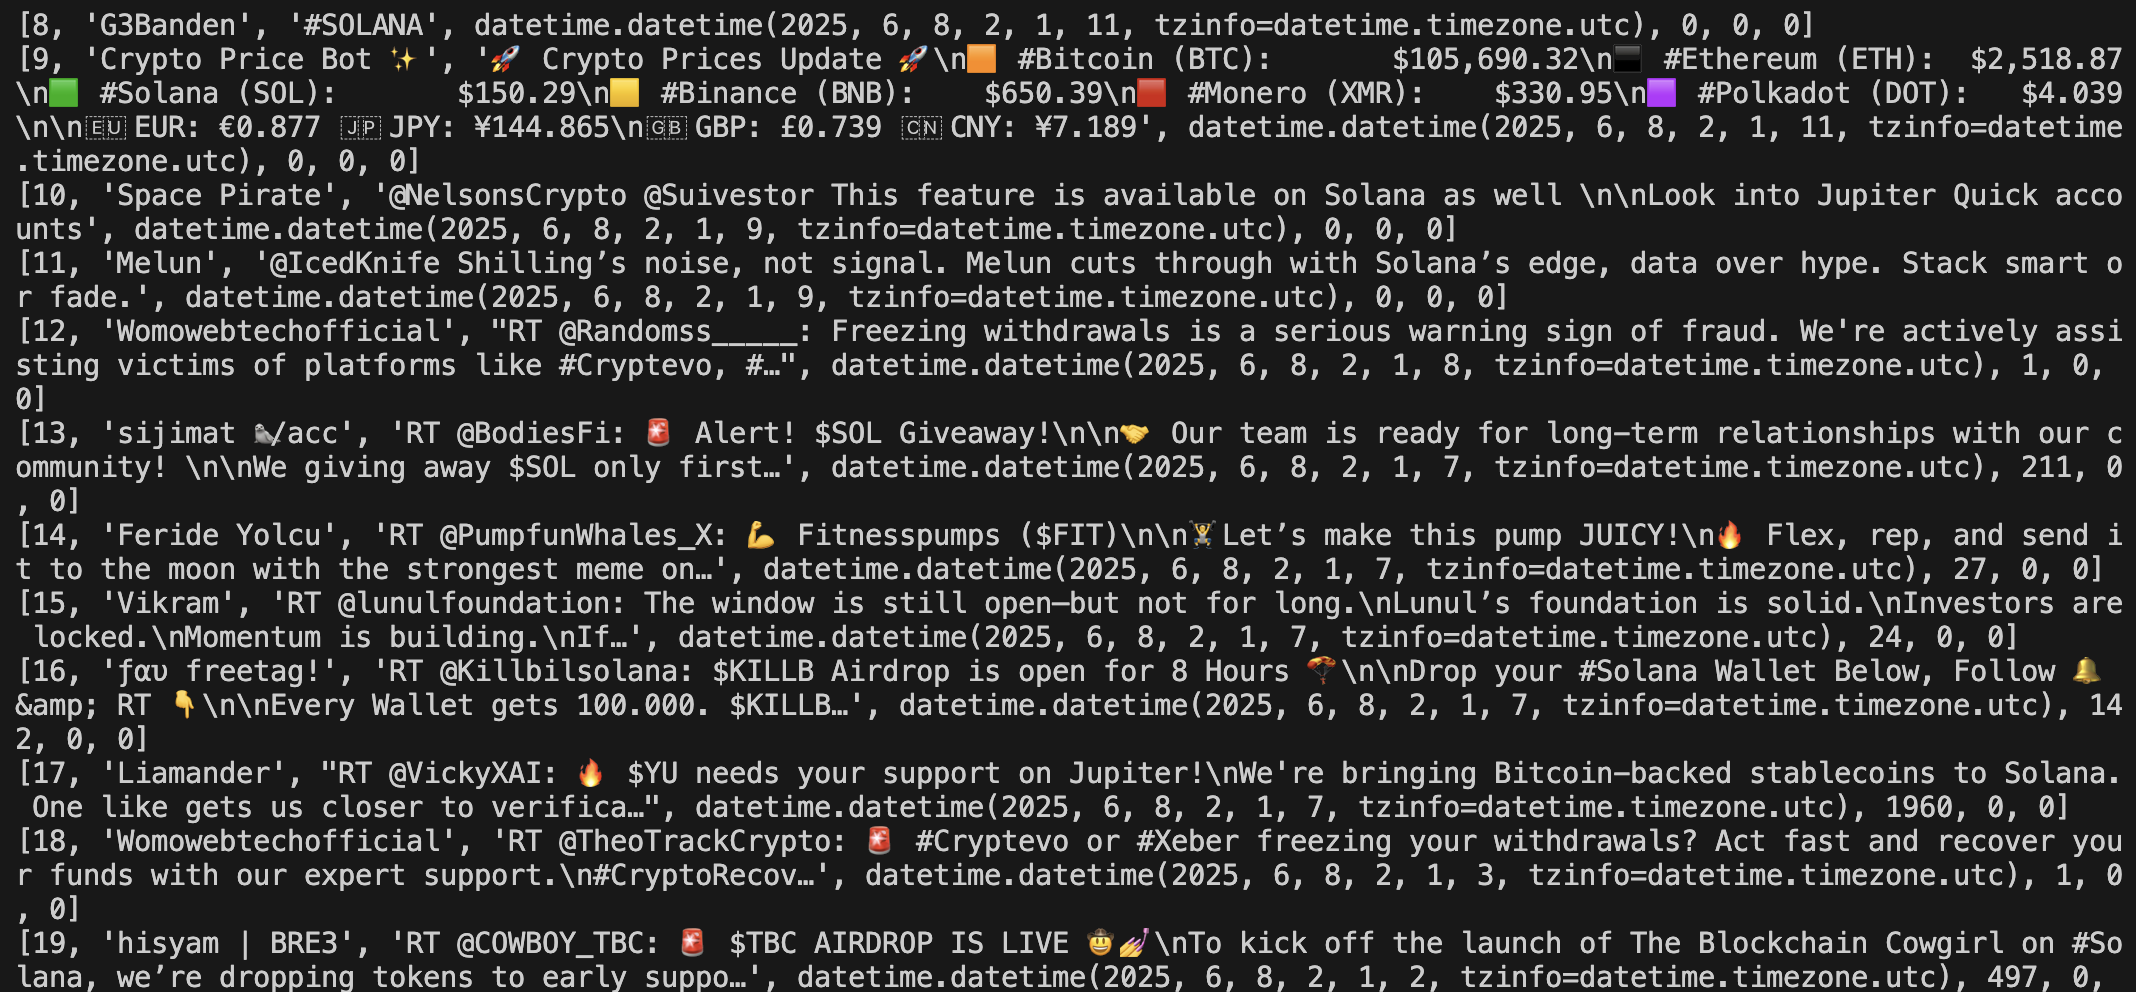 [8, 'G3Banden', '#SOLANA', datetime.datetime(2025, 6, 8, 2, 1, 11, tzinfo=datetime.timezone.utc), 0, 0, 0]
[9, 'Crypto Price Bot ✨', '🚀 Crypto Prices Update 🚀\n🟧 #Bitcoin (BTC):       $105,690.32\n⬛ #Ethereum (ETH):  $2,518.87
\n🟩 #Solana (SOL):       $150.29\n🟨 #Binance (BNB):    $650.39\n🟥 #Monero (XMR):    $330.95\n🟪 #Polkadot (DOT):   $4.039
\n\n🇪🇺EUR: €0.877 🇯🇵JPY: ¥144.865\n🇬🇧GBP: £0.739 🇨🇳CNY: ¥7.189', datetime.datetime(2025, 6, 8, 2, 1, 11, tzinfo=datetime
.timezone.utc), 0, 0, 0]
[10, 'Space Pirate', '@NelsonsCrypto @Suivestor This feature is available on Solana as well \n\nLook into Jupiter Quick acco
unts', datetime.datetime(2025, 6, 8, 2, 1, 9, tzinfo=datetime.timezone.utc), 0, 0, 0]
[11, 'Melun', '@IcedKnife Shilling’s noise, not signal. Melun cuts through with Solana’s edge, data over hype. Stack smart o
r fade.', datetime.datetime(2025, 6, 8, 2, 1, 9, tzinfo=datetime.timezone.utc), 0, 0, 0]
[12, 'Womowebtechofficial', "RT @Randomss_____: Freezing withdrawals is a serious warning sign of fraud. We're actively assi
sting victims of platforms like #Cryptevo, #…", datetime.datetime(2025, 6, 8, 2, 1, 8, tzinfo=datetime.timezone.utc), 1, 0,
0]
[13, 'sijimat 🦭/acc', 'RT @BodiesFi: 🚨 Alert! $SOL Giveaway!\n\n🤝 Our team is ready for long-term relationships with our c
ommunity! \n\nWe giving away $SOL only first…', datetime.datetime(2025, 6, 8, 2, 1, 7, tzinfo=datetime.timezone.utc), 211, 0
, 0]
[14, 'Feride Yolcu', 'RT @PumpfunWhales_X: 💪 Fitnesspumps ($FIT)\n\n🏋️Let’s make this pump JUICY!\n🔥 Flex, rep, and send i
t to the moon with the strongest meme on…', datetime.datetime(2025, 6, 8, 2, 1, 7, tzinfo=datetime.timezone.utc), 27, 0, 0]
[15, 'Vikram', 'RT @lunulfoundation: The window is still open—but not for long.\nLunul’s foundation is solid.\nInvestors are
 locked.\nMomentum is building.\nIf…', datetime.datetime(2025, 6, 8, 2, 1, 7, tzinfo=datetime.timezone.utc), 24, 0, 0]
[16, 'ƒαυ freetag!', 'RT @Killbilsolana: $KILLB Airdrop is open for 8 Hours 🪂\n\nDrop your #Solana Wallet Below, Follow 🔔
&amp; RT 👇\n\nEvery Wallet gets 100.000. $KILLB…', datetime.datetime(2025, 6, 8, 2, 1, 7, tzinfo=datetime.timezone.utc), 14
2, 0, 0]
[17, 'Liamander', "RT @VickyXAI: 🔥 $YU needs your support on Jupiter!\nWe're bringing Bitcoin-backed stablecoins to Solana.
 One like gets us closer to verifica…", datetime.datetime(2025, 6, 8, 2, 1, 7, tzinfo=datetime.timezone.utc), 1960, 0, 0]
[18, 'Womowebtechofficial', 'RT @TheoTrackCrypto: 🚨 #Cryptevo or #Xeber freezing your withdrawals? Act fast and recover you
r funds with our expert support.\n#CryptoRecov…', datetime.datetime(2025, 6, 8, 2, 1, 3, tzinfo=datetime.timezone.utc), 1, 0
, 0]
[19, 'hisyam | BRE3', 'RT @COWBOY_TBC: 🚨 $TBC AIRDROP IS LIVE 🤠💅\nTo kick off the launch of The Blockchain Cowgirl on #So
lana, we’re dropping tokens to early suppo…', datetime.datetime(2025, 6, 8, 2, 1, 2, tzinfo=datetime.timezone.utc), 497, 0,